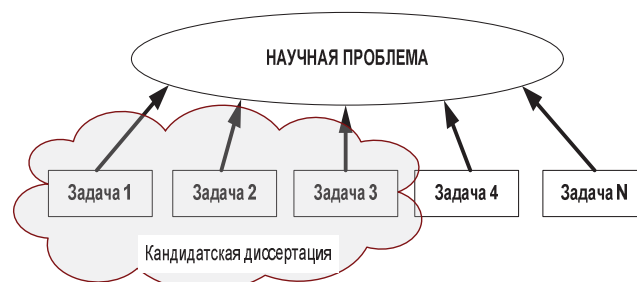 НАУЧНАЯ ПРОБЛЕМА
Задача 1
Задача 2
Задача 3
Задача 4
Задача N
Кандидатская диссертация